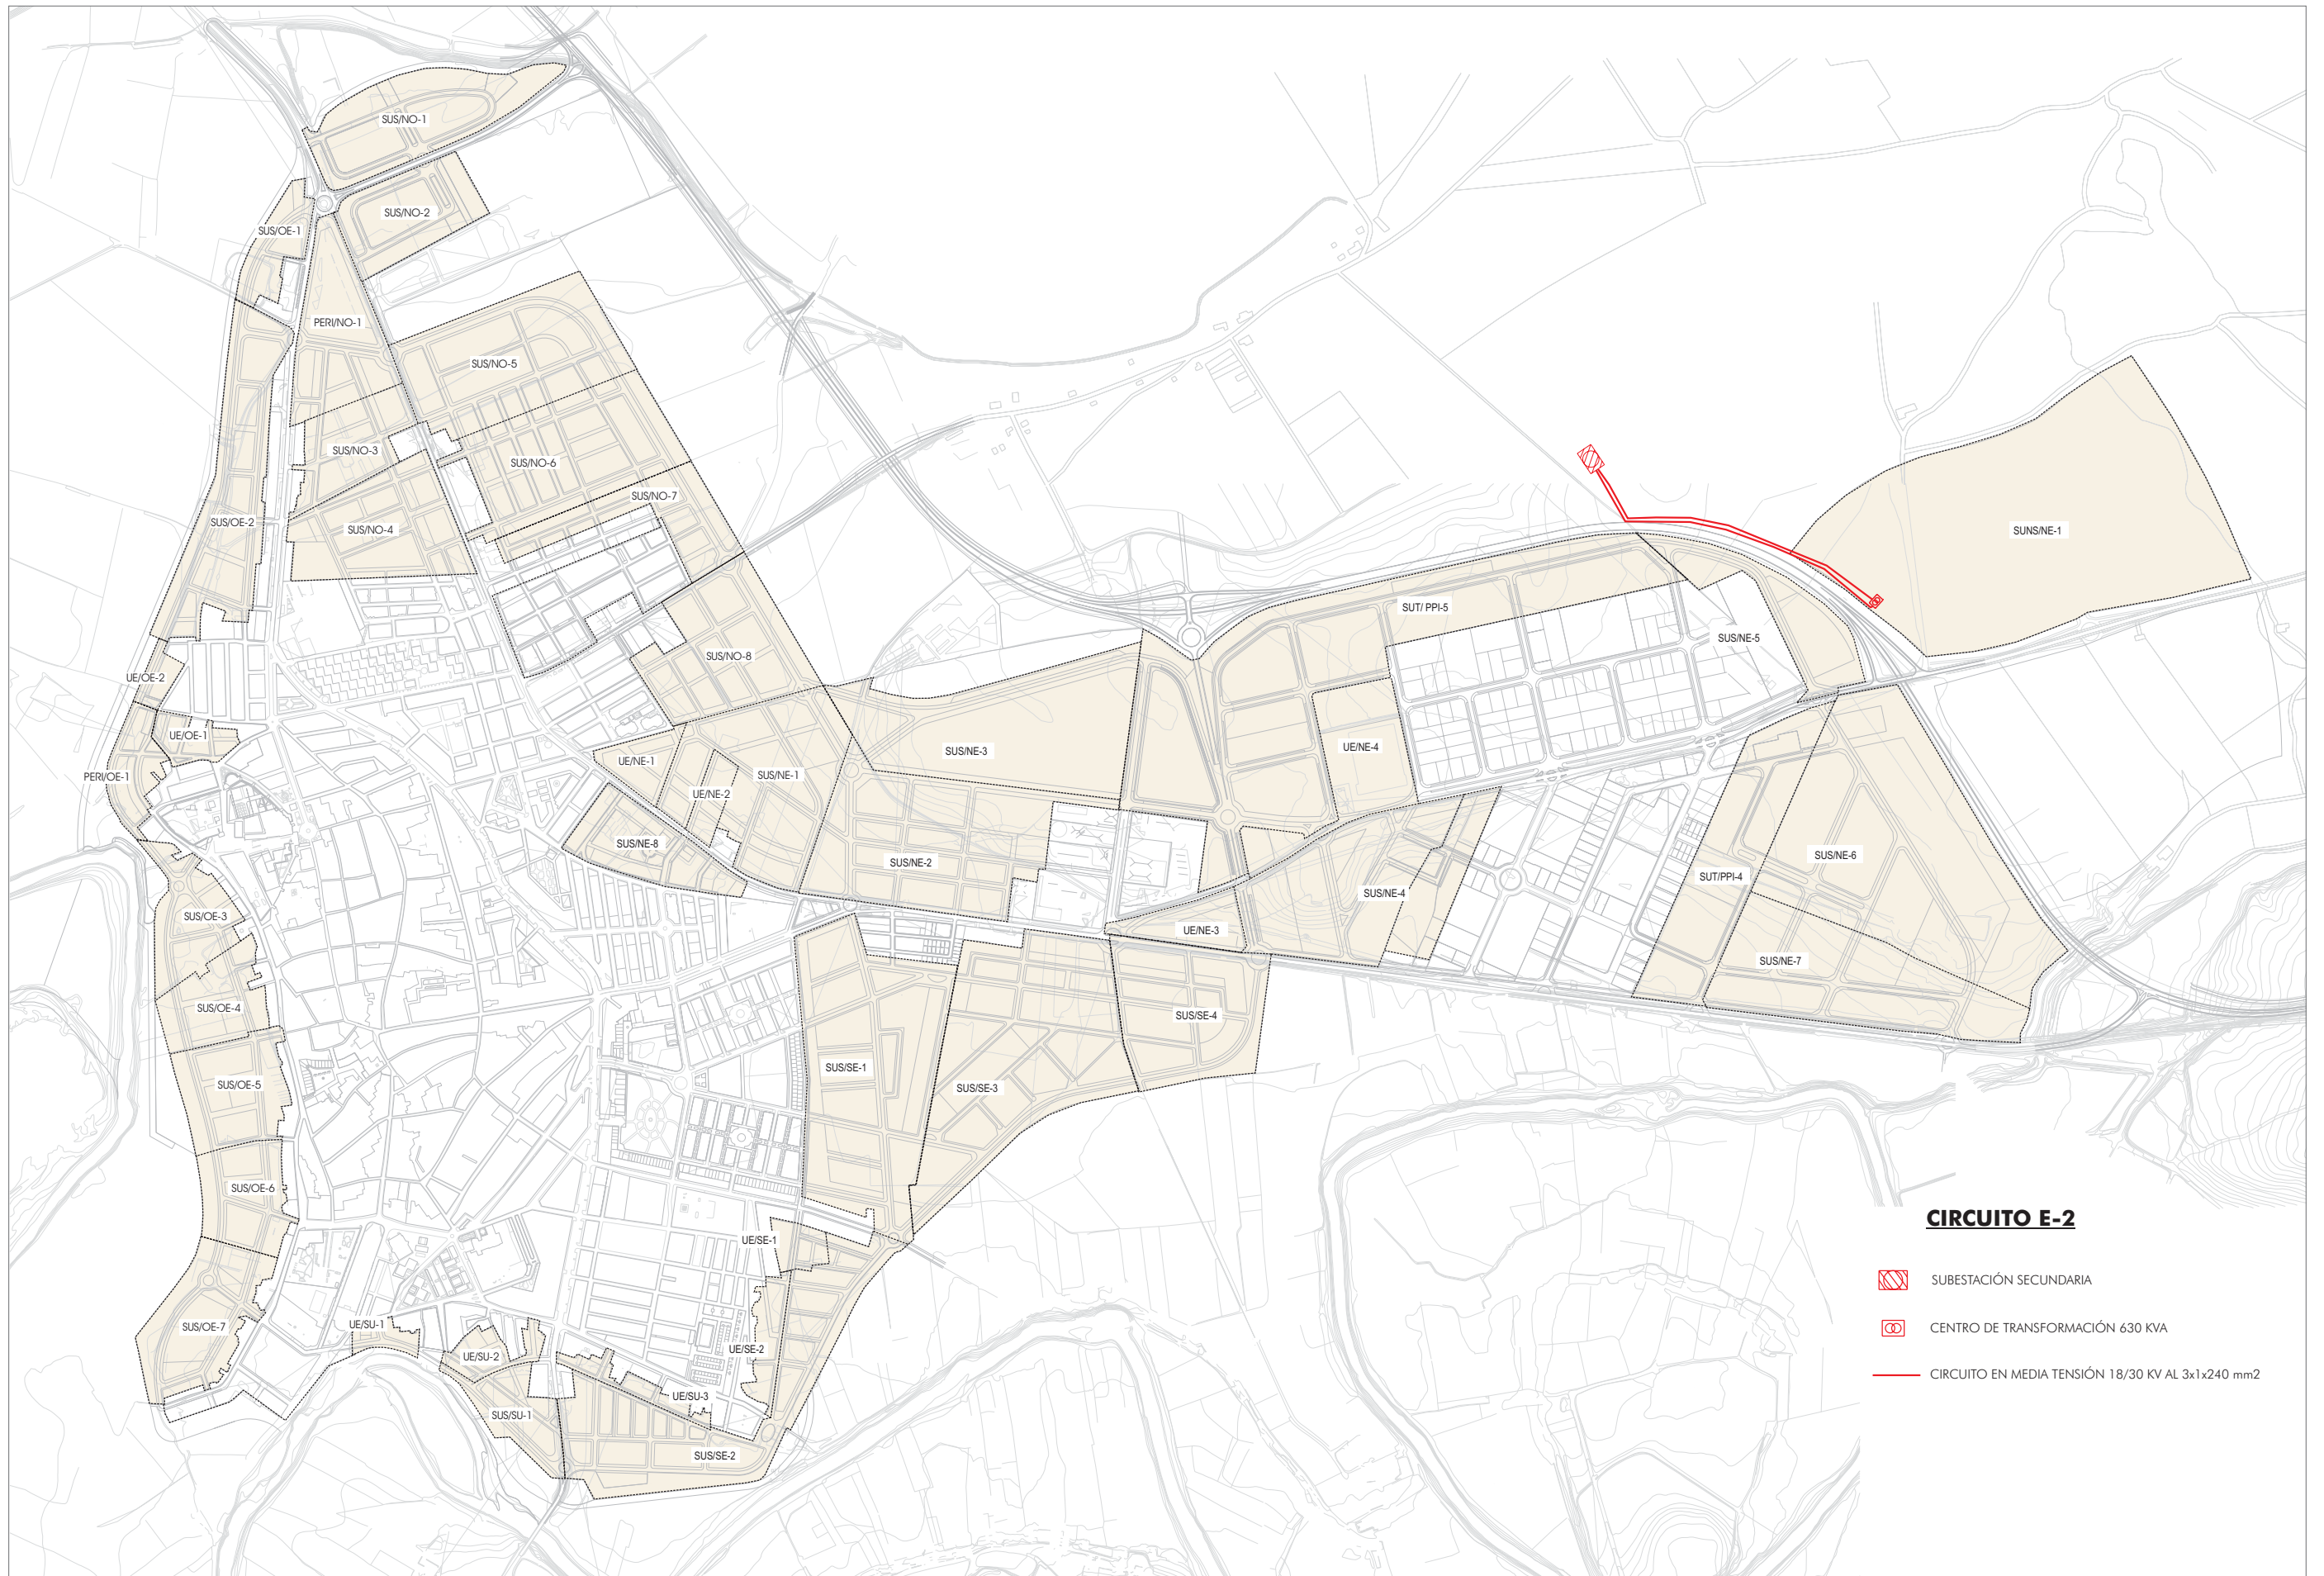 SUS/NO-1
SUS/NO-2
SUS/OE-1
PERI/NO-1
SUS/NO-5
SUS/NO-3
SUS/NO-6
SUS/NO-7
SUS/OE-2
SUS/NO-4
SUNS/NE-1
SUT/ PPI-5
SUS/NE-5
SUS/NO-8
UE/OE-2
UE/OE-1
UE/NE-4
SUS/NE-3
UE/NE-1
SUS/NE-1
PERI/OE-1
UE/NE-2
SUS/NE-8
SUS/NE-2
SUS/NE-6
SUT/PPI-4
SUS/NE-4
SUS/OE-3
UE/NE-3
SUS/NE-7
SUS/OE-4
SUS/SE-4
SUS/SE-1
SUS/OE-5
SUS/SE-3
SUS/OE-6
UE/SE-1
SUS/OE-7
UE/SU-1
UE/SE-2
UE/SU-2
UE/SU-3
SUS/SU-1
SUS/SE-2
CIRCUITO E-2
SUBESTACIÓN SECUNDARIA
CENTRO DE TRANSFORMACIÓN 630 KVA
CIRCUITO EN MEDIA TENSIÓN 18/30 KV AL 3x1x240 mm2